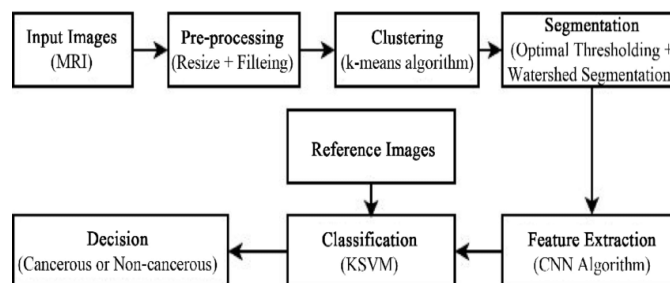 Input Images
(MRI)
Pre-processing
(Resize + Filteing)
Clustering
(k-means algorithm)
Segmentation
(Optimal Thresholding +
Watershed Segmentation
Reference Images
Decision
(Cancerous or Non-cancerous)
Classification
(KSVM)
Feature Extraction
(CNN Algorithm)